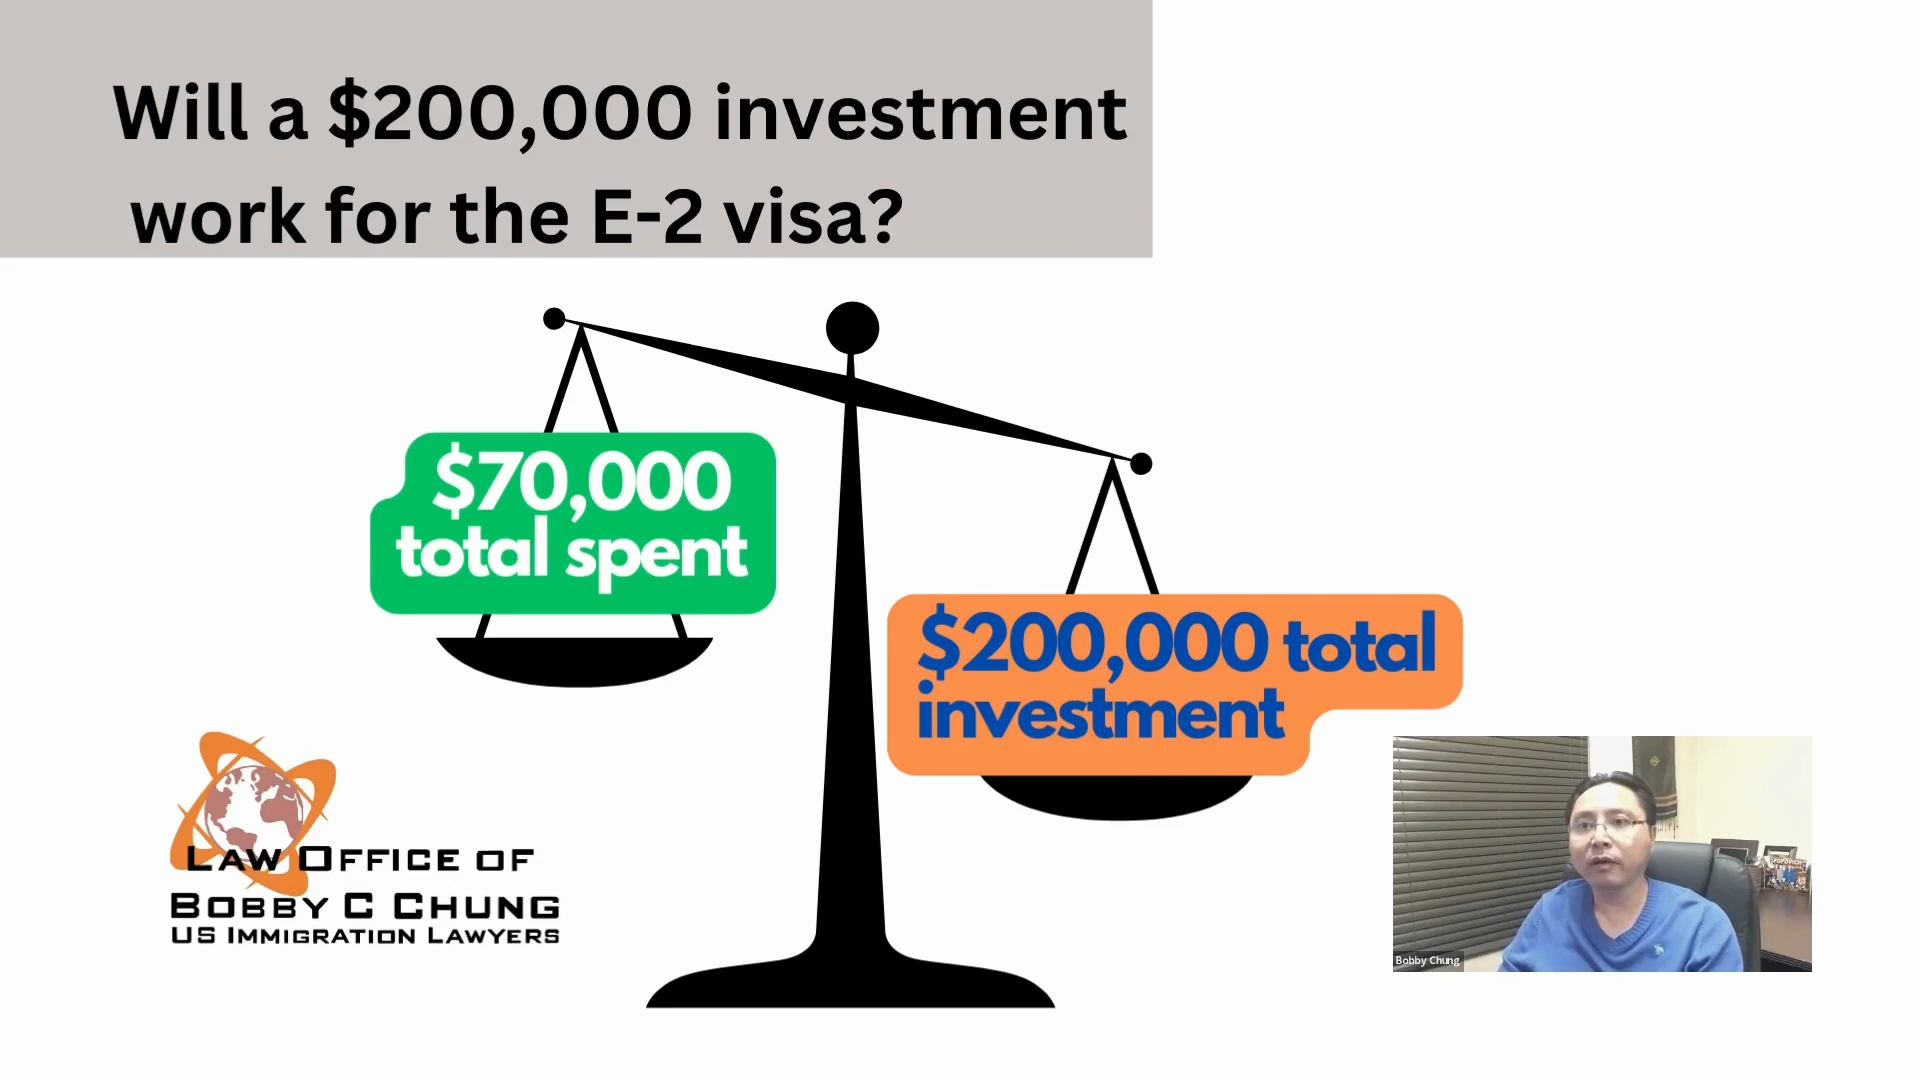 Will a $200,000 investment
work for the E-2 visa?
$70,000
total spent
$200,000 total
investment
LAW OFFICE OF
BOBBY C CHUNG
US IMMIGRATION LAWYERS
POPOVICH
Bobby Chung